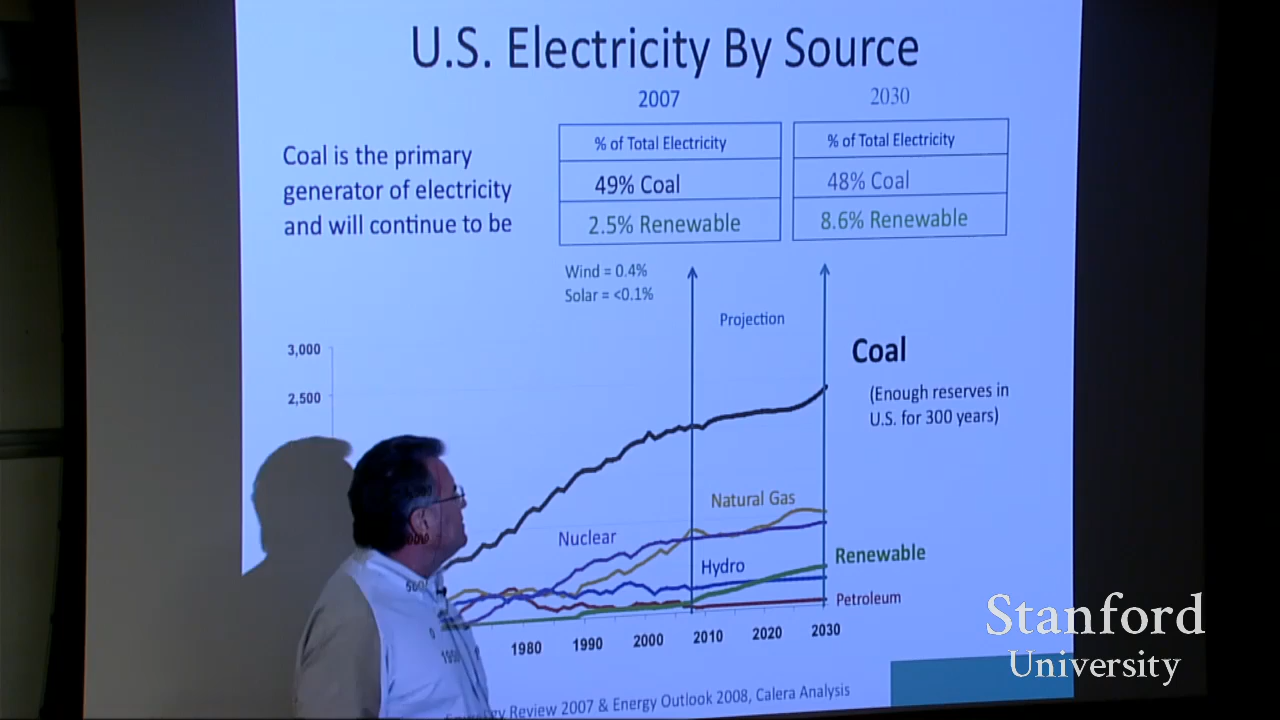 U.S. Electricity By Source
2007
2030
Coal is the primary
generator of electricity
and will continue to be
% of Total Electricity
49% Coal
2.5% Renewable
% of Total Electricity
48% Coal
8.6% Renewable
Wind = 0.4%
Solar = <0.1%
Projection
3,000
2,500
Coal
(Enough reserves in
U.S. for 300 years)
Natural Gas
Nuclear
Hydro
Renewable
Petroleum
0
1980
1990
2000
2010
2020
2030
Review 2007 & Energy Outlook 2008, Calera Analysis
Stanford
University